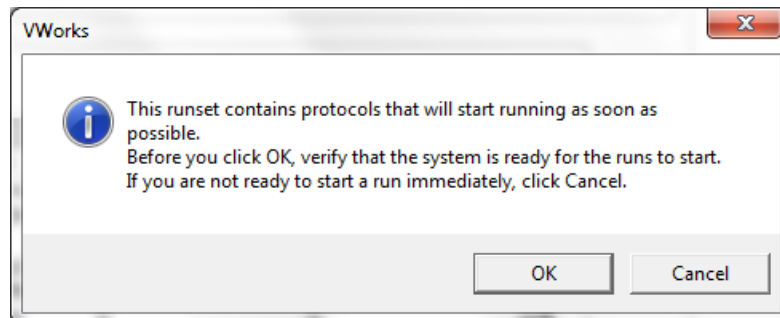 VWorks
This runset contains protocols that will start running as soon as
possible.
Before you click OK, verify that the system is ready for the runs to start.
If you are not ready to start a run immediately, click Cancel.
OK
Cancel